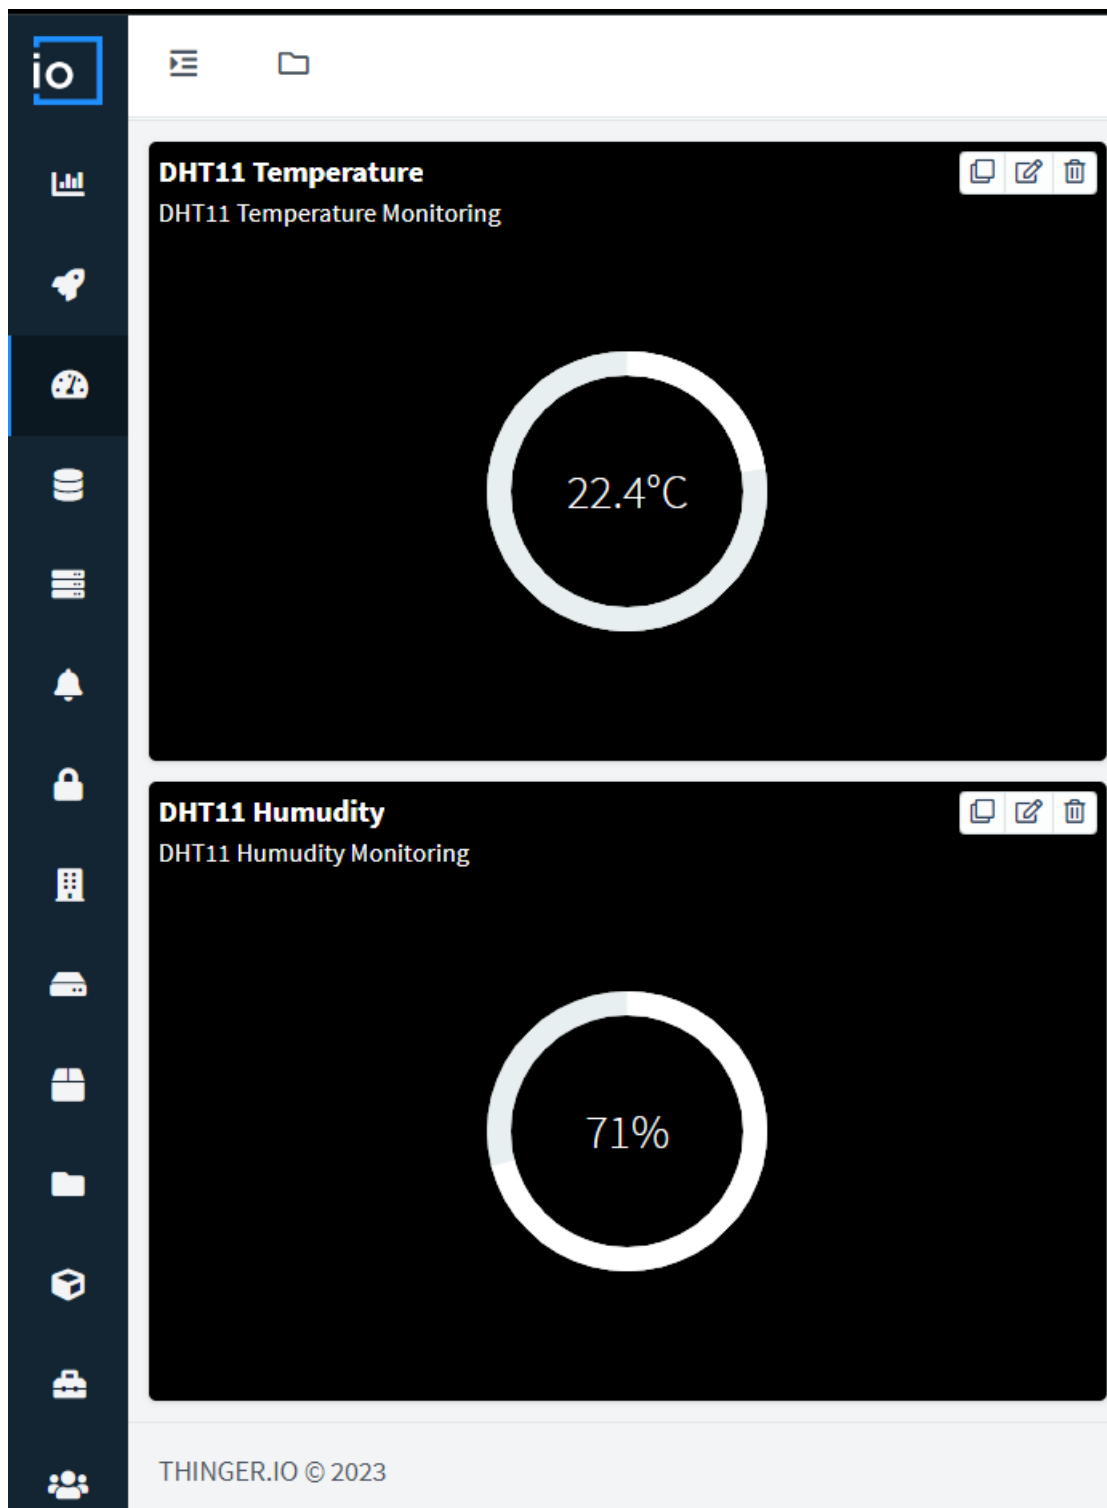 io
DHT11 Temperature
DHT11 Temperature Monitoring
22.4°C
DHT11 Humudity
DHT11 Humudity Monitoring
71%
THINGER.IO © 2023